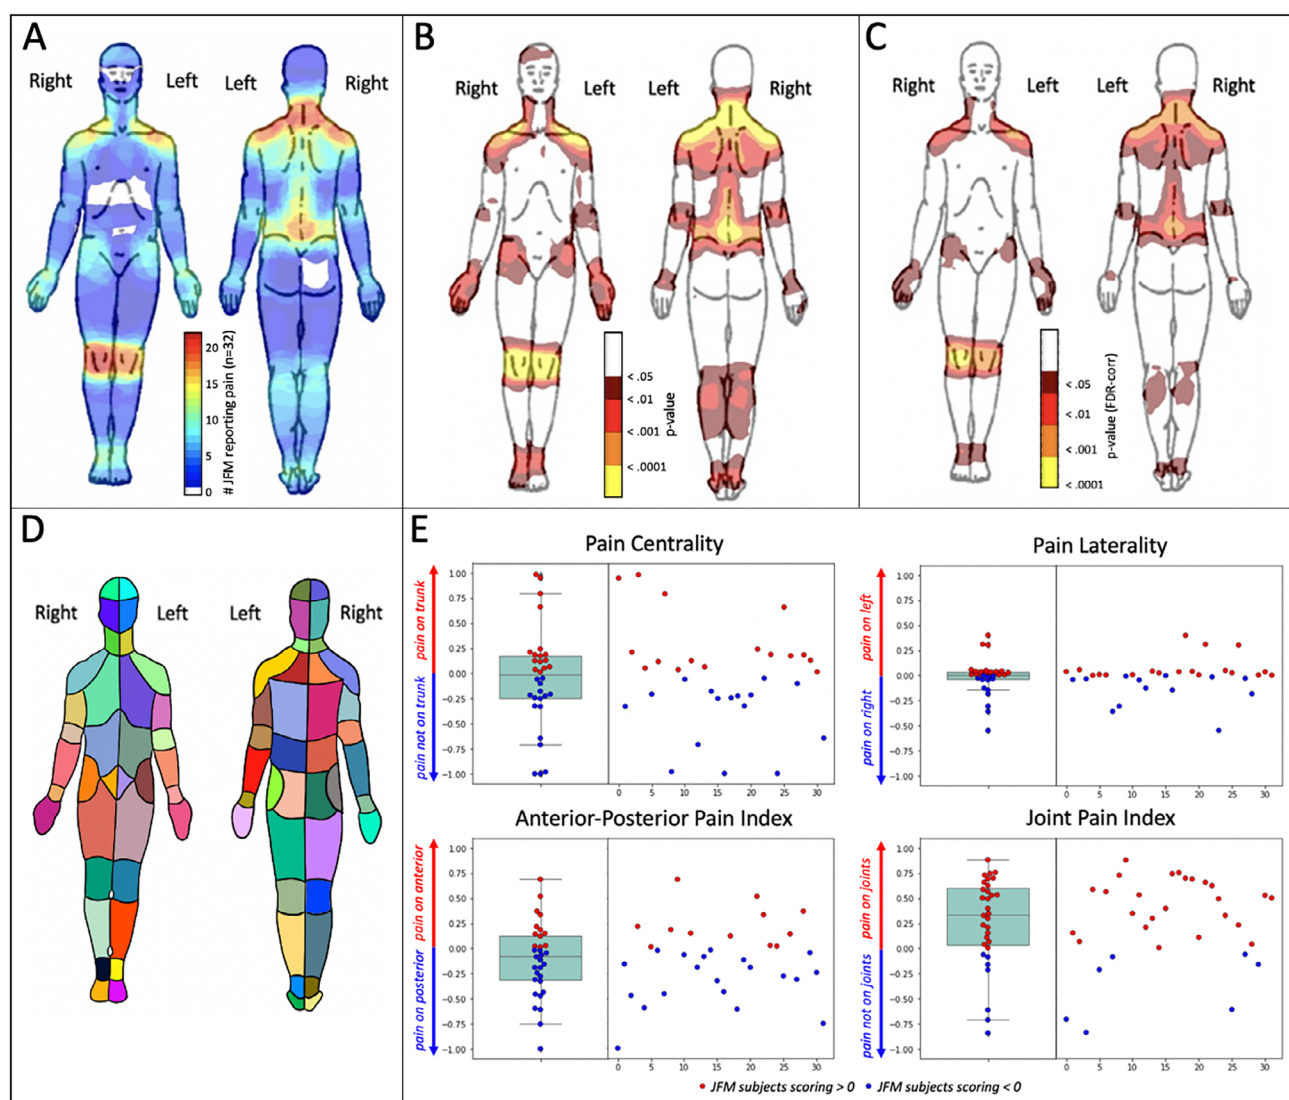 A
Right
Left
Left
Right
20
15
10
5
0
# JFM reporting pain (n=32)
B
Right
Left
Left
Right
< .05
< .01
< .001
< .0001
p-value
C
Right
Left
Left
Right
< .05
< .01
< .001
< .0001
p-value (FDR-corr)
D
Right
Left
Left
Right
E
Pain Centrality
pain on trunk
pain not on trunk
1.00
0.75
0.50
0.25
0.00
−0.25
−0.50
−0.75
−1.00
0 5 10 15 20 25 30
Pain Laterality
pain on left
pain on right
1.00
0.75
0.50
0.25
0.00
−0.25
−0.50
−0.75
−1.00
0 5 10 15 20 25 30
Anterior-Posterior Pain Index
pain on anterior
pain on posterior
1.00
0.75
0.50
0.25
0.00
−0.25
−0.50
−0.75
−1.00
0 5 10 15 20 25 30
Joint Pain Index
pain on joints
pain not on joints
1.00
0.75
0.50
0.25
0.00
−0.25
−0.50
−0.75
−1.00
0 5 10 15 20 25 30
JFM subjects scoring > 0 JFM subjects scoring < 0